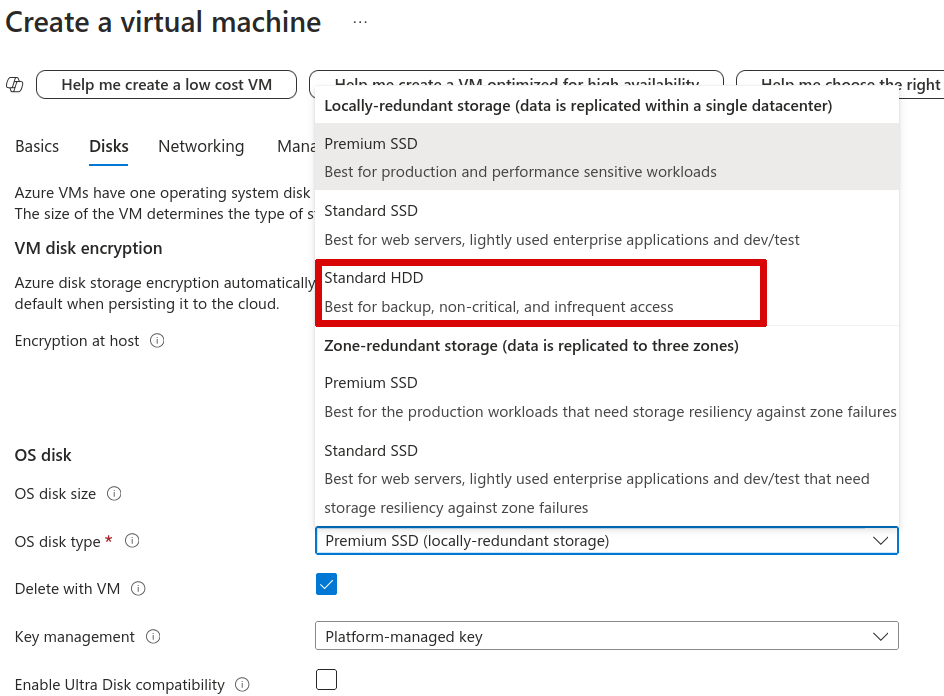 Create a virtual machine ...
Help me create a low cost VM
Help me create a VM optimized for high availability
Help me choose the right
Basics Disks Networking Mana
Azure VMs have one operating system disk
The size of the VM determines the type of s
VM disk encryption
Azure disk storage encryption automatically
default when persisting it to the cloud.
Encryption at host
Locally-redundant storage (data is replicated within a single datacenter)
Premium SSD
Best for production and performance sensitive workloads
Standard SSD
Best for web servers, lightly used enterprise applications and dev/test
Standard HDD
Best for backup, non-critical, and infrequent access
Zone-redundant storage (data is replicated to three zones)
Premium SSD
Best for the production workloads that need storage resiliency against zone failures
Standard SSD
Best for web servers, lightly used enterprise applications and dev/test that need
storage resiliency against zone failures
OS disk
OS disk size
OS disk type *
Premium SSD (locally-redundant storage)
Delete with VM
Key management
Platform-managed key
Enable Ultra Disk compatibility